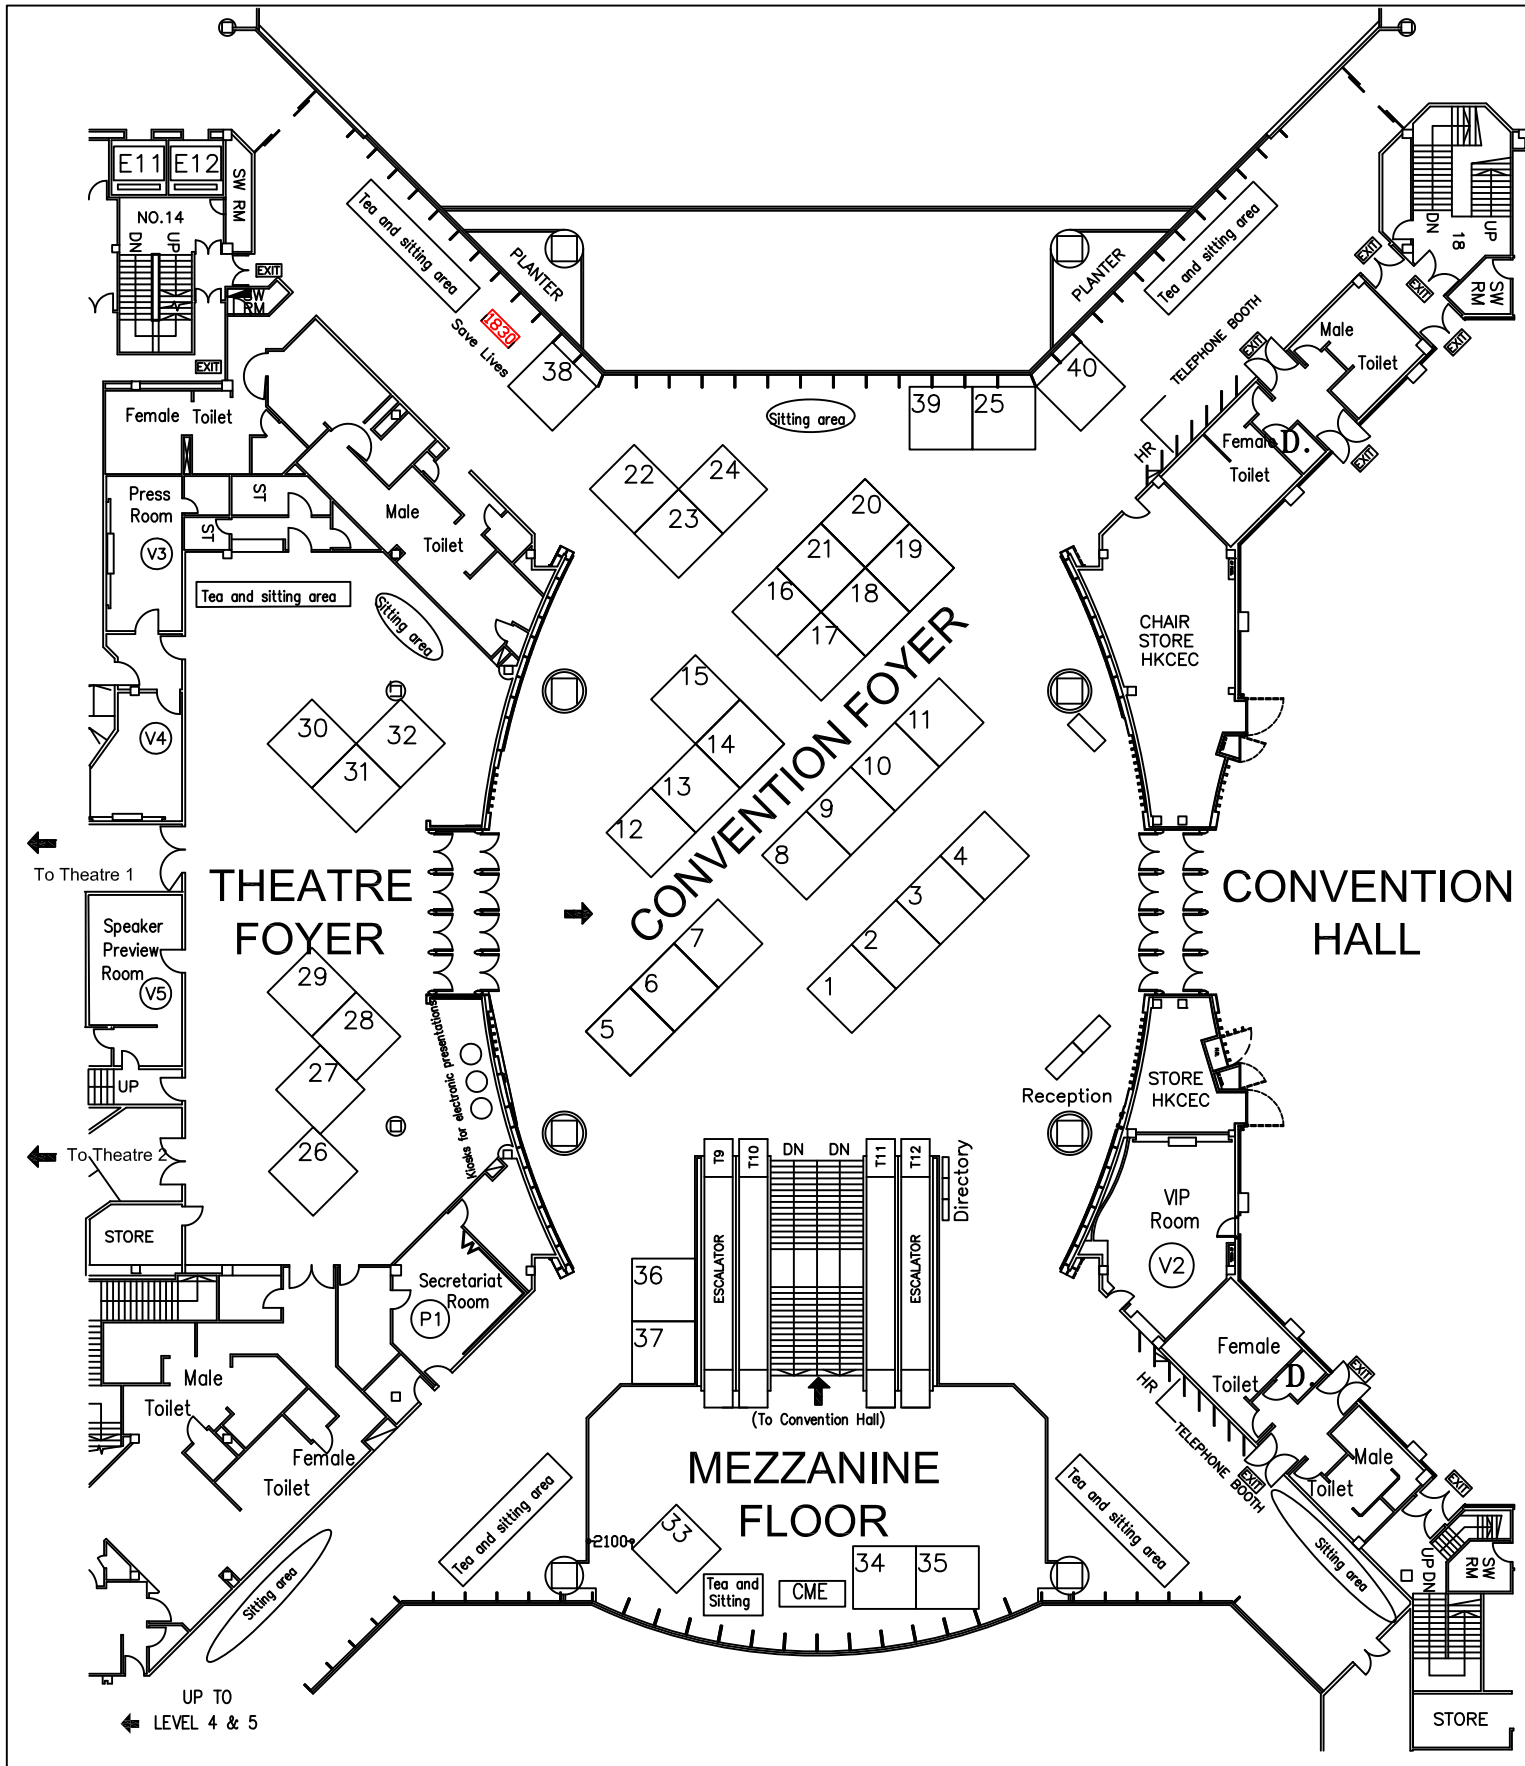 E11
E12
SW RM
NO.14
DN
UP
EXIT
SW
RM
EXIT
Tea and sitting area
PLANTER
1830
Save Lives
38
PLANTER
Tea and sitting area
40
39
25
Sitting area
TELEPHONE BOOTH
HR
DN
18
UP
SW
RM
EXIT
EXIT
EXIT
EXIT
EXIT
Male
Toilet
Female
D.
Toilet
Female Toilet
Press
Room
V3
ST
ST
Male
Toilet
Tea and sitting area
Sitting area
22
24
23
20
21
19
16
18
17
CHAIR
STORE
HKCEC
V4
30
32
31
15
14
13
12
11
10
9
8
CONVENTION FOYER
4
3
2
1
7
6
5
To Theatre 1
THEATRE
FOYER
CONVENTION
HALL
Speaker
Preview
Room
V5
29
28
27
26
Kiosks for electronic presentations
UP
To Theatre 2
STORE
Reception
STORE
HKCEC
VIP
Room
V2
T9
T10
DN
DN
T11
T12
ESCALATOR
ESCALATOR
Directory
36
37
Secretariat
Room
P1
Male
Toilet
Female
Toilet
(To Convention Hall)
MEZZANINE
FLOOR
Female
Toilet
D.
HR
TELEPHONE BOOTH
EXIT
EXIT
EXIT
Male
Toilet
Tea and sitting area
2100
33
Tea and
Sitting
CME
34
35
Tea and sitting area
Sitting area
Sitting area
UP
DN
SW
RM
UP TO
LEVEL 4 & 5
STORE